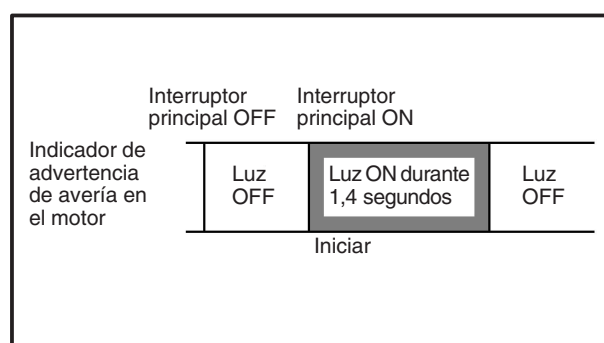 Interruptor
principal OFF
Interruptor
principal ON
Indicador de
advertencia
de avería en
el motor
Luz
OFF
Luz ON durante
1,4 segundos
Luz
OFF
Iniciar